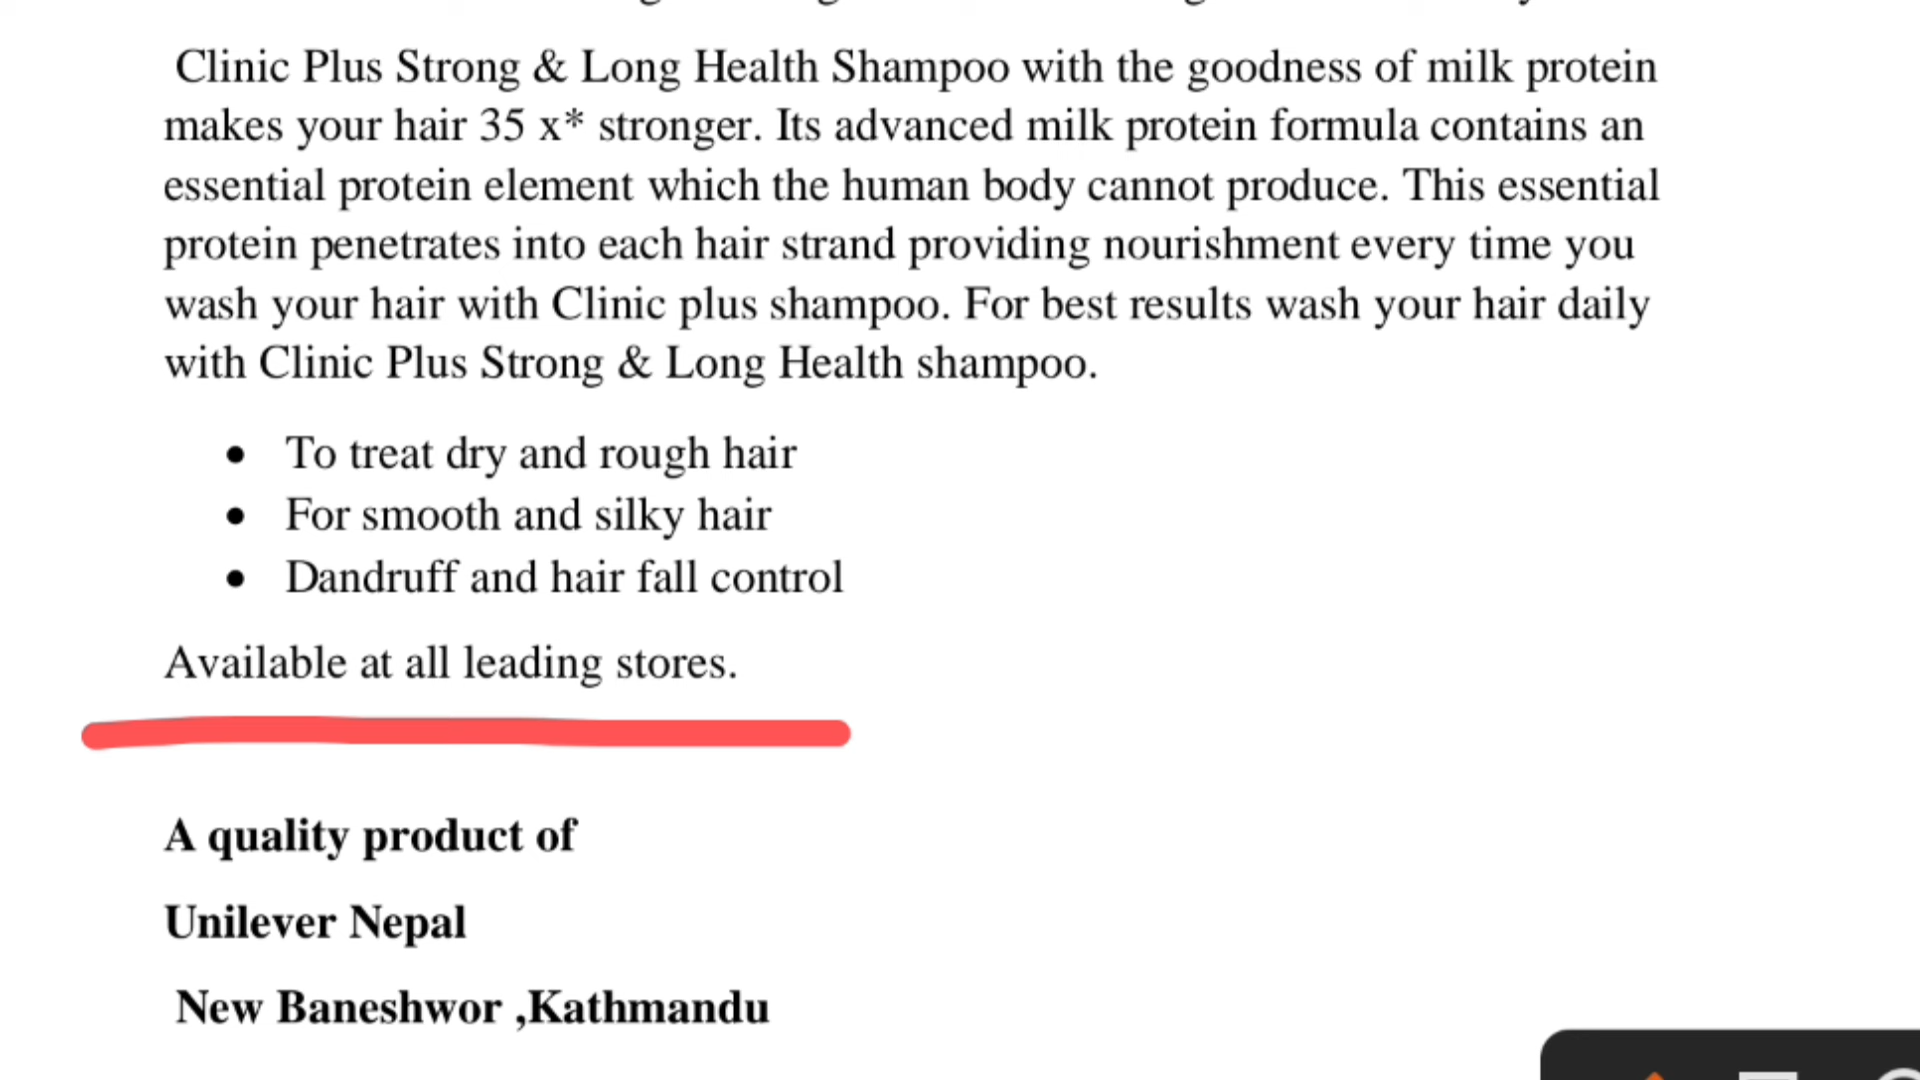 Clinic Plus Strong & Long Health Shampoo with the goodness of milk protein
makes your hair 35 x* stronger. Its advanced milk protein formula contains an
essential protein element which the human body cannot produce. This essential
protein penetrates into each hair strand providing nourishment every time you
wash your hair with Clinic plus shampoo. For best results wash your hair daily
with Clinic Plus Strong & Long Health shampoo.
• To treat dry and rough hair
• For smooth and silky hair
• Dandruff and hair fall control
Available at all leading stores.
A quality product of
Unilever Nepal
New Baneshwor ,Kathmandu